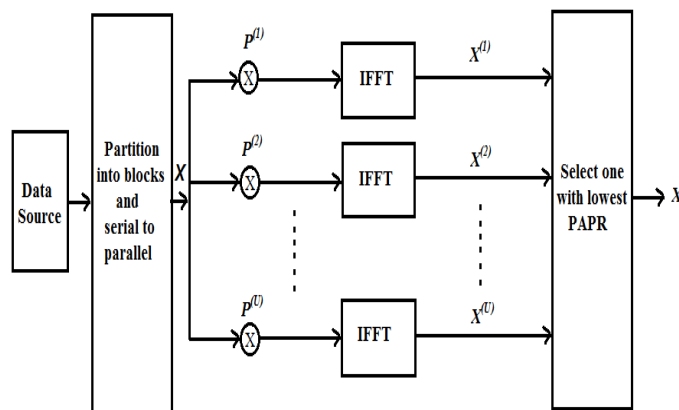 Data
Source
Partition
into blocks
and
serial to
parallel
X
P(1)
X
IFFT
X(1)
P(2)
X
IFFT
X(2)
P(U)
X
IFFT
X(U)
Select one
with lowest
PAPR
X